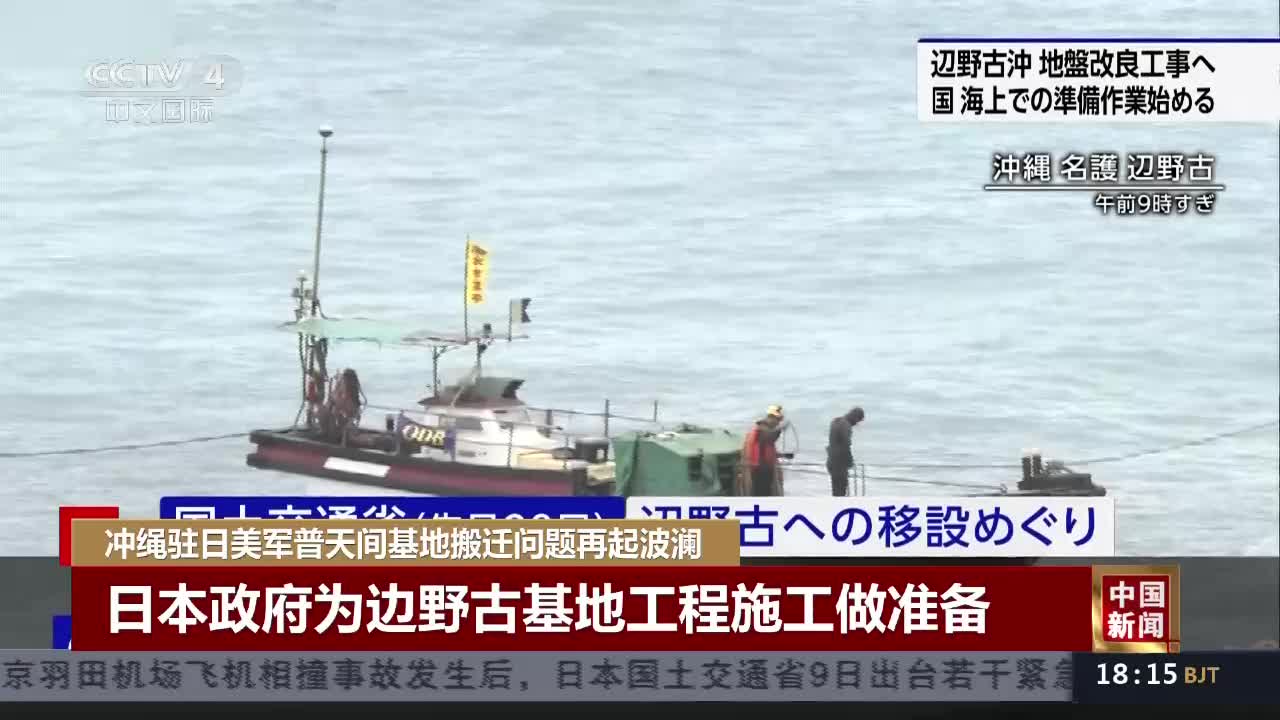 CCTV 4
中文国际
辺野古沖 地盤改良工事へ
国 海上での準備作業始める
沖縄 名護 辺野古
午前9時すぎ
ODB
国土交通省
辺野古への移設めぐり
冲绳驻日美军普天间基地搬迁问题再起波澜
日本政府为边野古基地工程施工做准备
中国
新闻
京羽田机场飞机相撞事故发生后，日本国土交通省9日出台若干紧急
18:15 BJT